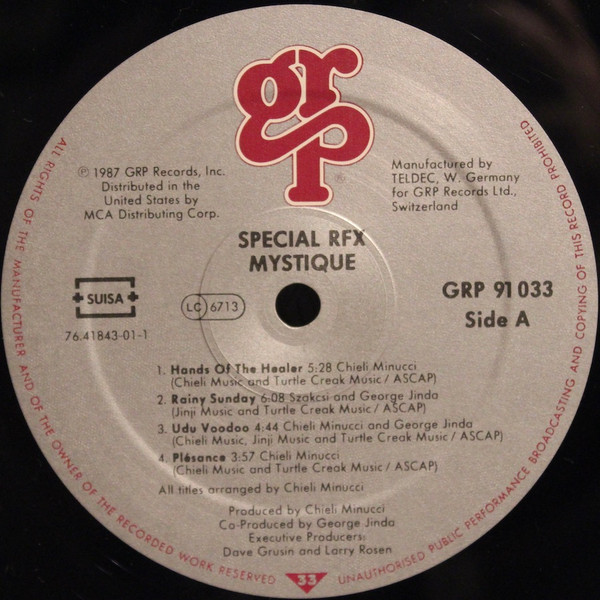 grp
®
℗ 1987 GRP Records, Inc.
Distributed in the
United States by
MCA Distributing Corp.
Manufactured by
TELDEC, W. Germany
for GRP Records Ltd.,
Switzerland
SPECIAL RFX
MYSTIQUE
SUISA
LC 6713
76.41843-01-1
GRP 91 033
Side A
1. Hands Of The Healer 5:28 Chieli Minucci
(Chieli Music and Turtle Creak Music / ASCAP)
2. Rainy Sunday 6:08 Szakcsi and George Jinda
(Jinji Music and Turtle Creak Music / ASCAP)
3. Udu Voodoo 4:44 Chieli Minucci and George Jinda
(Chieli Music, Jinji Music and Turtle Creak Music / ASCAP)
4. Plésance 3:57 Chieli Minucci
(Chieli Music and Turtle Creak Music / ASCAP)
All titles arranged by Chieli Minucci
Produced by Chieli Minucci
Co-Produced by George Jinda
Executive Producers:
Dave Grusin and Larry Rosen
ALL RIGHTS OF THE MANUFACTURER AND OF THE OWNER OF THE RECORDED WORK RESERVED
33
UNAUTHORISED PUBLIC PERFORMANCE BROADCASTING AND COPYING OF THIS RECORD PROHIBITED